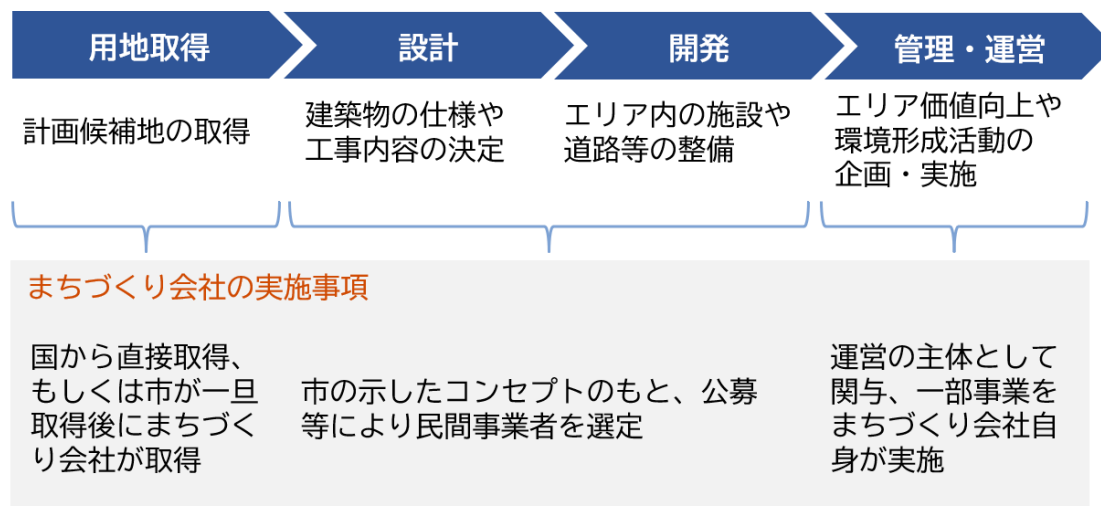 用地取得
設計
開発
管理・運営
計画候補地の取得
建築物の仕様や
工事内容の決定
エリア内の施設や
道路等の整備
エリア価値向上や
環境形成活動の
企画・実施
まちづくり会社の実施事項
国から直接取得、
もしくは市が一旦
取得後にまちづく
り会社が取得
市の示したコンセプトのもと、公募
等により民間事業者を選定
運営の主体として
関与、一部事業を
まちづくり会社自
身が実施